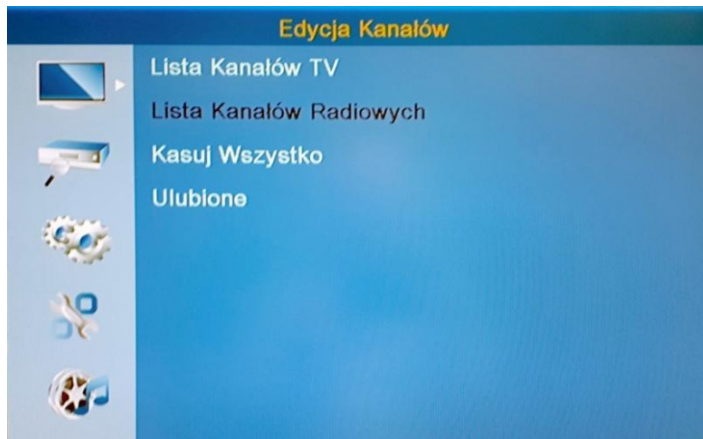 Edycja Kanałów
Lista Kanałów TV
Lista Kanałów Radiowych
Kasuj Wszystko
Ulubione